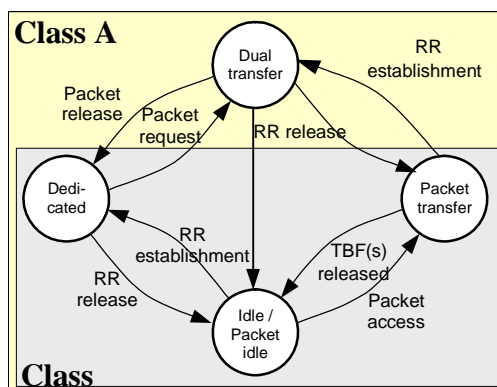 Class A
Dual
transfer
RR
establishment
Packet
release
Packet
request
RR release
Dedi-
cated
Packet
transfer
RR
establishment
TBF(s)
released
RR
release
Packet
access
Idle /
Packet
idle
Class